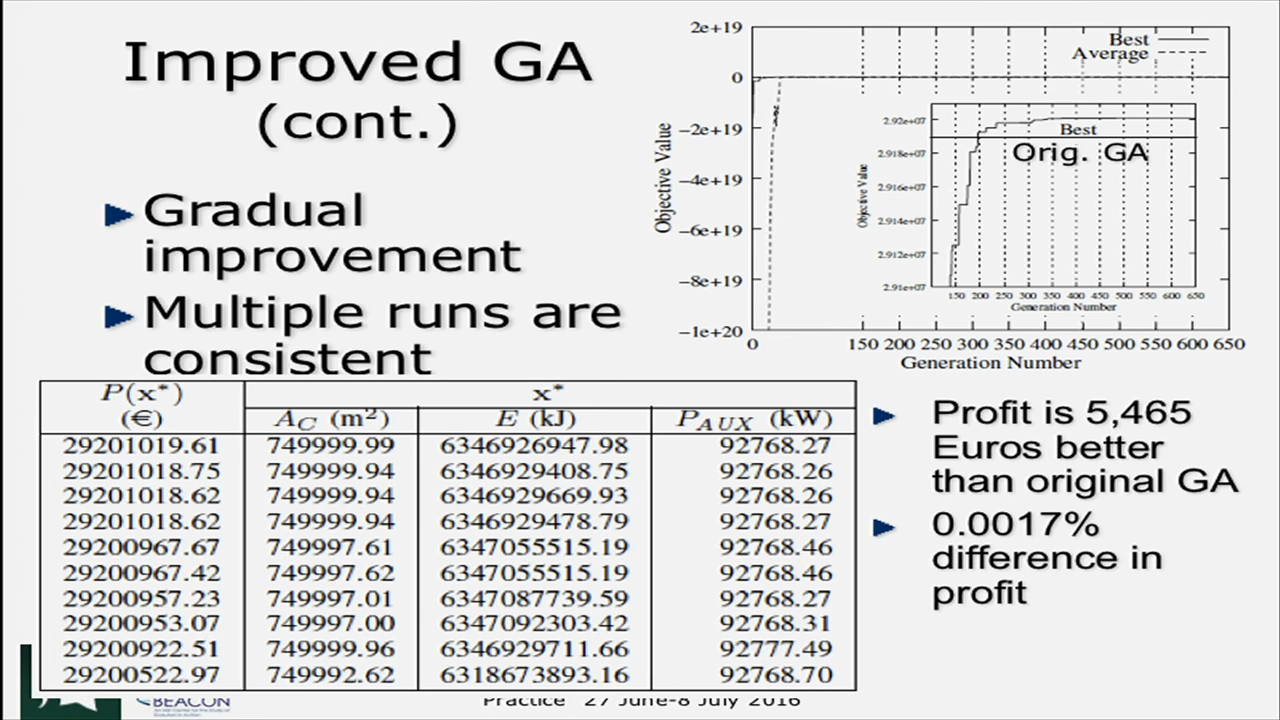 Improved GA
(cont.)
Gradual
improvement
Multiple runs are
consistent
2e+19
0
−2e+19
−4e+19
−6e+19
−8e+19
−1e+20
Objective Value
0 150 200 250 300 350 400 450 500 550 600 650
Generation Number
Best
Average
2.92e+07
2.918e+07
2.916e+07
2.914e+07
2.912e+07
2.91e+07
Objective Value
150 200 250 300 350 400 450 500 550 600 650
Generation Number
Best
Orig. GA
P(x*) x*
(€) A_C (m²) E (kJ) P_AUX (kW)
29201019.61 749999.99 6346926947.98 92768.27
29201018.75 749999.94 6346929408.75 92768.26
29201018.62 749999.94 6346929669.93 92768.26
29201018.62 749999.94 6346929478.79 92768.27
29200967.67 749997.61 6347055515.19 92768.46
29200967.42 749997.62 6347055515.19 92768.46
29200957.23 749997.01 6347087739.59 92768.27
29200953.07 749997.00 6347092303.42 92768.31
29200922.51 749999.96 6346929711.66 92777.49
29200522.97 749992.62 6318673893.16 92768.70
Profit is 5,465
Euros better
than original GA
0.0017%
difference in
profit
BEACON
Practice 27 June-8 July 2016